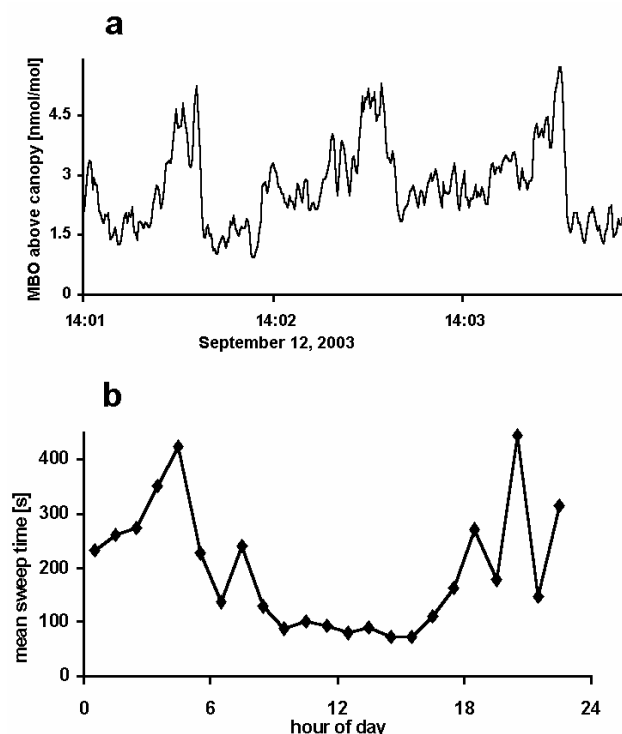 a
MBO above canopy [nmol/mol]
4.5
3
1.5
0
14:01 14:02 14:03
September 12, 2003
b
mean sweep time [s]
400
300
200
100
0
0 6 12 18 24
hour of day